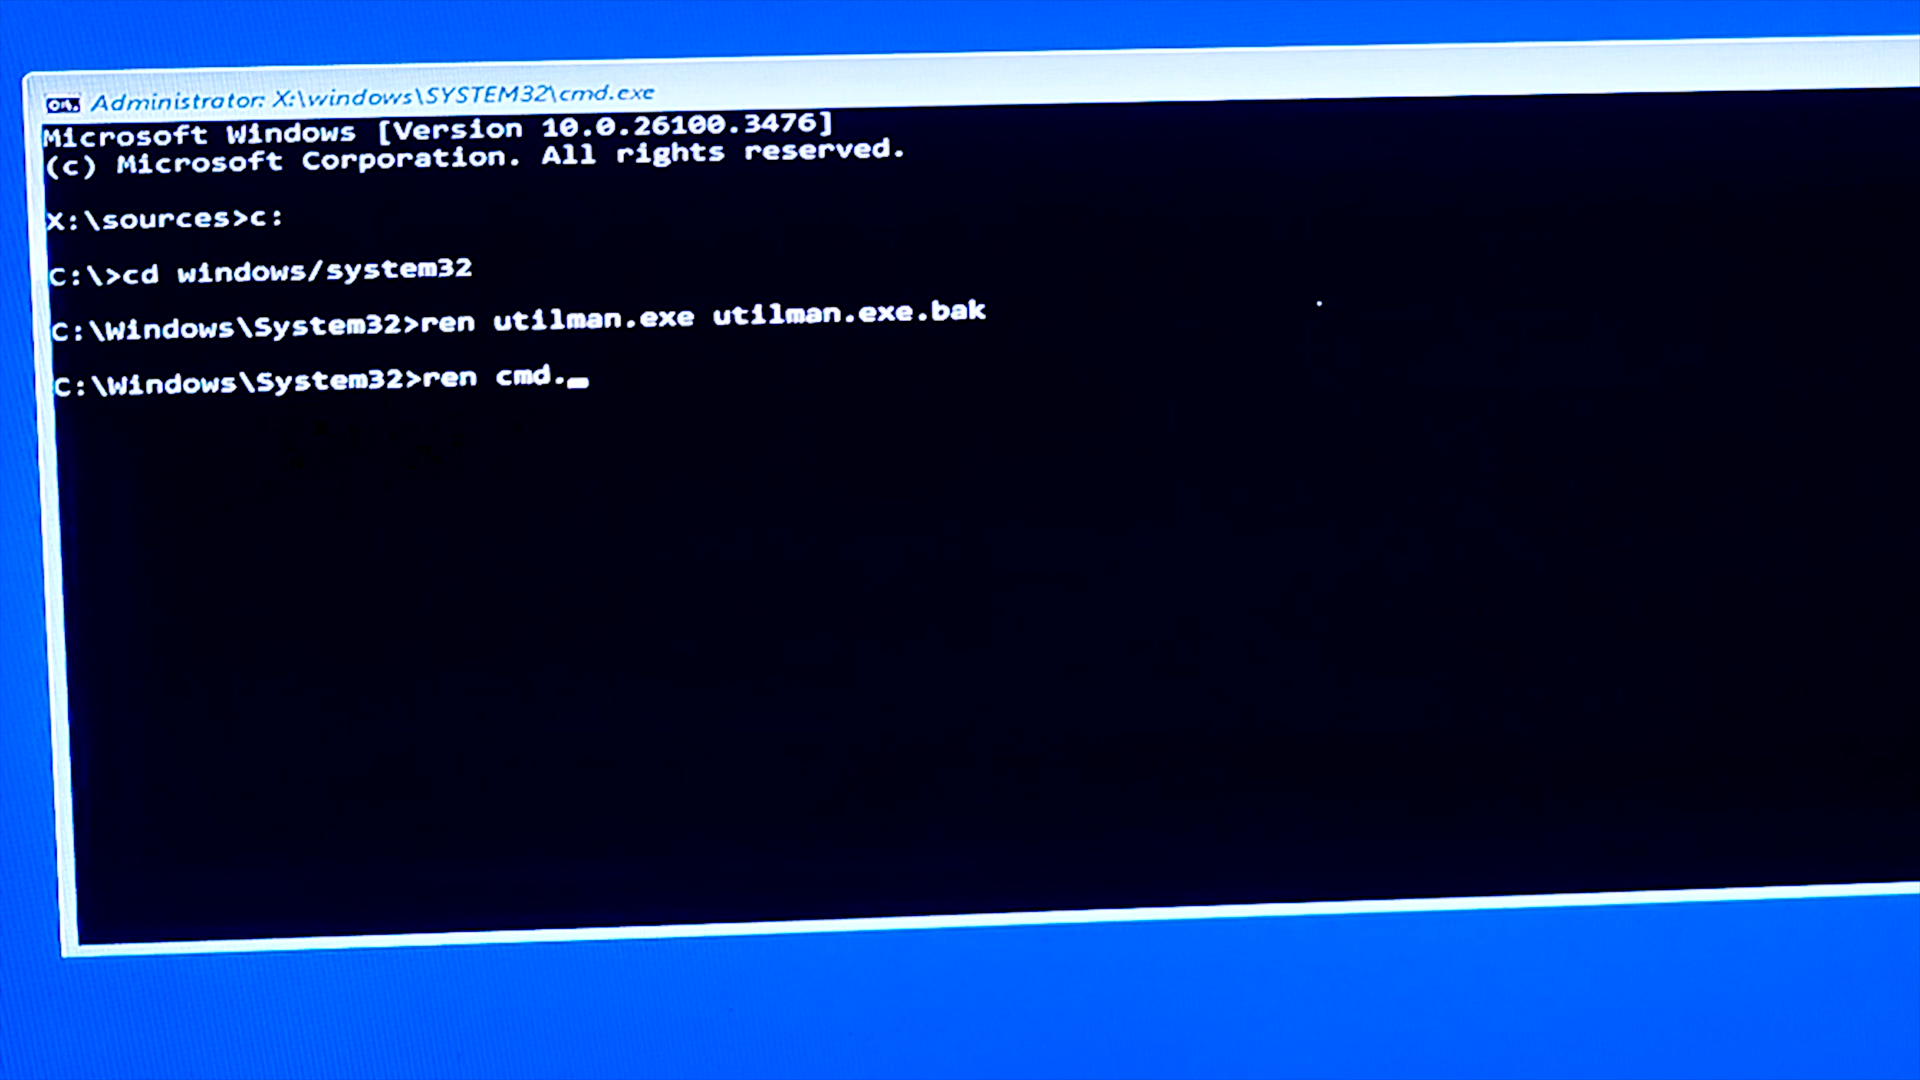 Administrator: X:\windows\SYSTEM32\cmd.exe
Microsoft Windows [Version 10.0.26100.3476]
(c) Microsoft Corporation. All rights reserved.
X:\sources>c:
C:\>cd windows/system32
C:\Windows\System32>ren utilman.exe utilman.exe.bak
C:\Windows\System32>ren cmd.